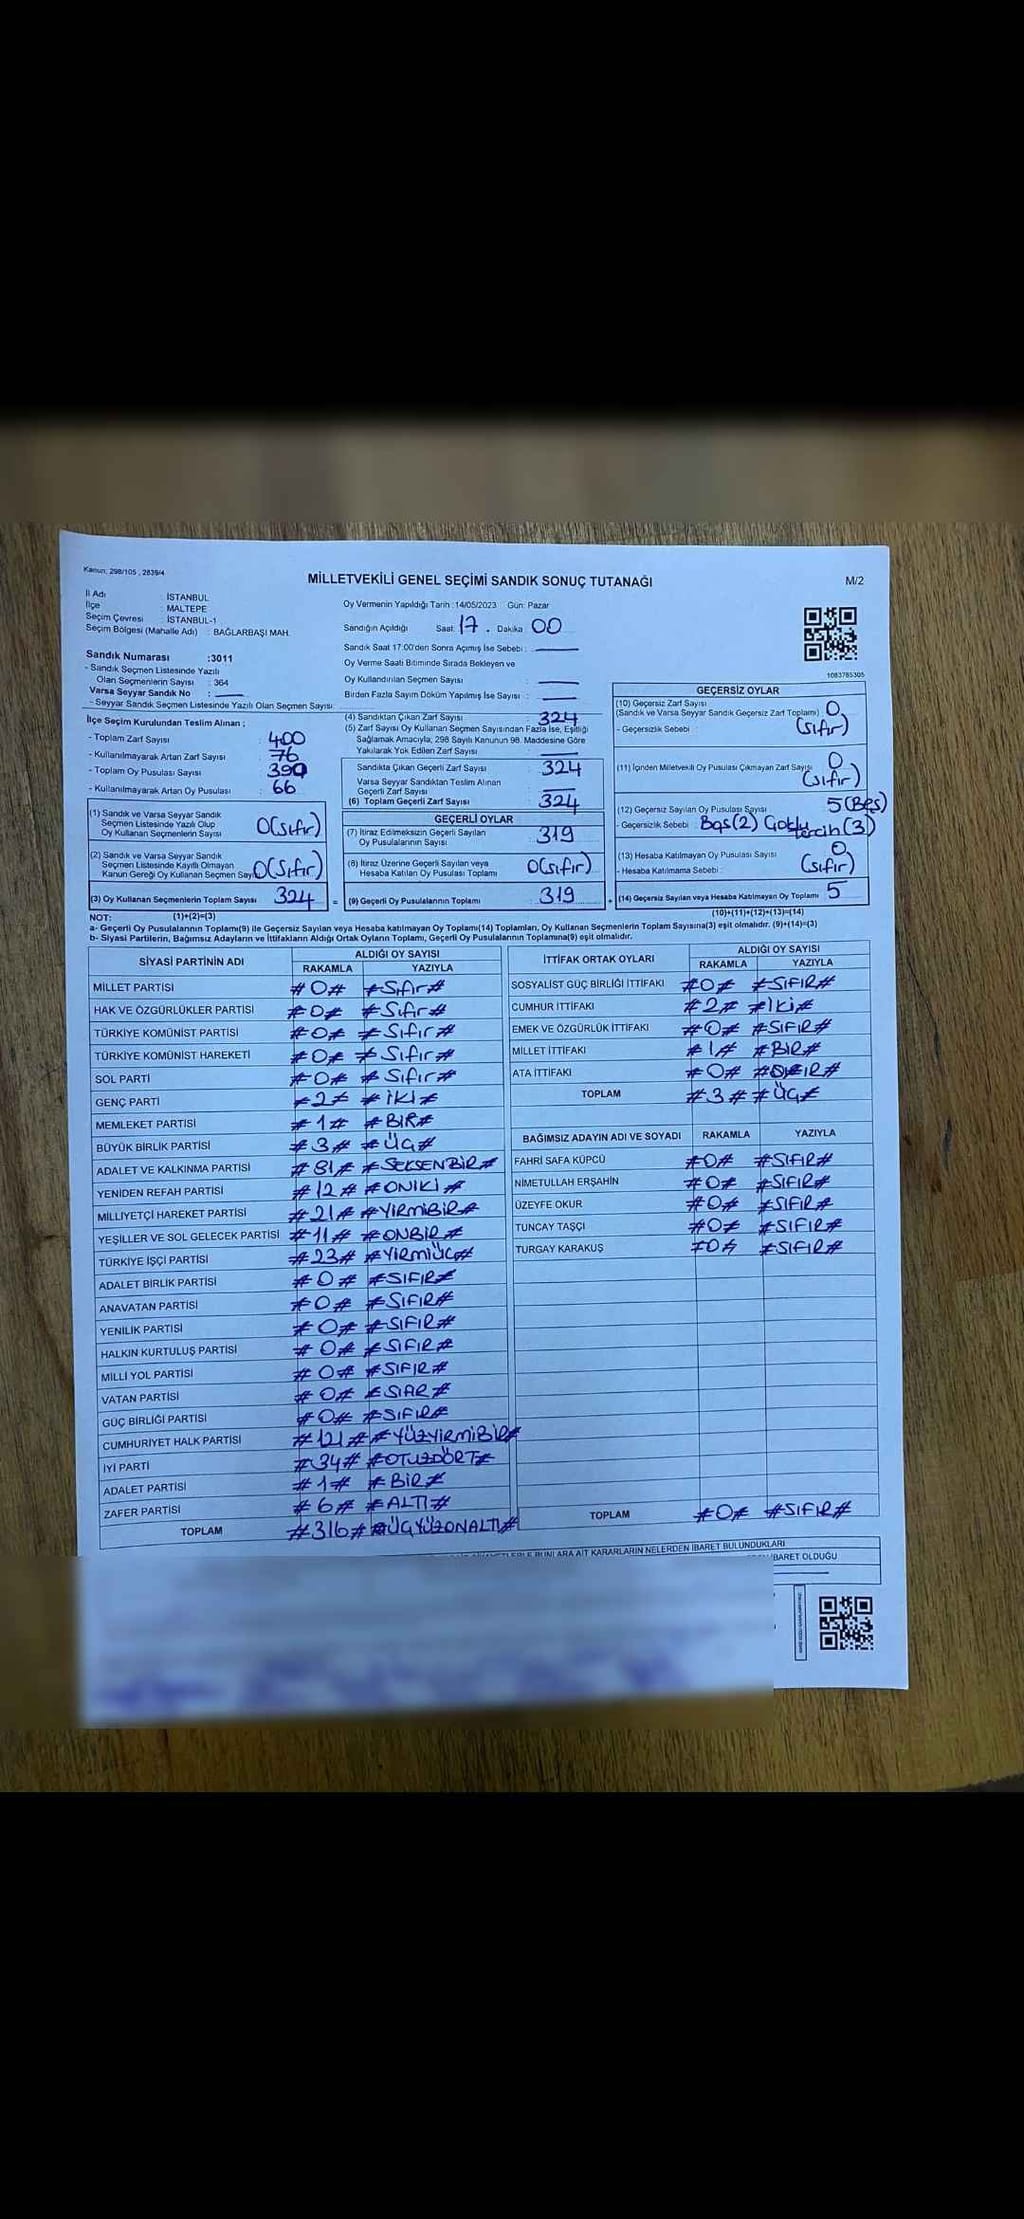 Kanun: 298/105 , 2839/4
MİLLETVEKİLİ GENEL SEÇİMİ SANDIK SONUÇ TUTANAĞI
M/2
İl Adı : İSTANBUL
İlçe : MALTEPE
Seçim Çevresi : İSTANBUL-1
Seçim Bölgesi (Mahalle Adı) : BAĞLARBAŞI MAH.
Oy Vermenin Yapıldığı Tarih :14/05/2023 Gün: Pazar
Sandığın Açıldığı Saat: 17 . Dakika 00
Sandık Saat 17:00'den Sonra Açımış İse Sebebi :
Oy Verme Saati Bitiminde Sırada Bekleyen ve
Oy Kullandırılan Seçmen Sayısı :
Birden Fazla Sayım Döküm Yapılmış İse Sayısı :
1083785305
Sandık Numarası :3011
- Sandık Seçmen Listesinde Yazılı
Olan Seçmenlerin Sayısı : 364
Varsa Seyyar Sandık No :
- Seyyar Sandık Seçmen Listesinde Yazılı Olan Seçmen Sayısı:
İlçe Seçim Kurulundan Teslim Alınan ;
- Toplam Zarf Sayısı : 400
- Kullanılmayarak Artan Zarf Sayısı : 76
- Toplam Oy Pusulası Sayısı : 390
- Kullanılmayarak Artan Oy Pusulası : 66
(1) Sandık ve Varsa Seyyar Sandık
Seçmen Listesinde Yazılı Olup
Oy Kullanan Seçmenlerin Sayısı 0(Sıfır)
(2) Sandık ve Varsa Seyyar Sandık
Seçmen Listesinde Kayıtlı Olmayan
Kanun Gereği Oy Kullanan Seçmen Sayısı 0(Sıfır)
(3) Oy Kullanan Seçmenlerin Toplam Sayısı 324 =
(4) Sandıktan Çıkan Zarf Sayısı : 324
(5) Zarf Sayısı Oy Kullanan Seçmen Sayısından Fazla İse, Eşitliği
Sağlamak Amacıyla; 298 Sayılı Kanunun 98. Maddesine Göre
Yakılarak Yok Edilen Zarf Sayısı
Sandıkta Çıkan Geçerli Zarf Sayısı : 324
Varsa Seyyar Sandıktan Teslim Alınan
Geçerli Zarf Sayısı
(6) Toplam Geçerli Zarf Sayısı : 324
GEÇERLİ OYLAR
(7) İtiraz Edilmeksizin Geçerli Sayılan
Oy Pusulalarının Sayısı 319
(8) İtiraz Üzerine Geçerli Sayılan veya
Hesaba Katılan Oy Pusulası Toplamı 0(Sıfır)
(9) Geçerli Oy Pusulalarının Toplamı 319 +
GEÇERSİZ OYLAR
(10) Geçersiz Zarf Sayısı
(Sandık ve Varsa Seyyar Sandık Geçersiz Zarf Toplamı) : 0
- Geçersizlik Sebebi : (Sıfır)
(11) İçinden Milletvekili Oy Pusulası Çıkmayan Zarf Sayısı 0
(Sıfır)
(12) Geçersiz Sayılan Oy Pusulası Sayısı 5(Beş)
- Geçersizlik Sebebi : Boş(2) Çoklu
tercih(3)
(13) Hesaba Katılmayan Oy Pusulası Sayısı : 0
- Hesaba Katılmama Sebebi : (Sıfır)
(14) Geçersiz Sayılan veya Hesaba Katılmayan Oy Toplamı 5
NOT: (1)+(2)=(3)
(10)+(11)+(12)+(13)=(14)
a- Geçerli Oy Pusulalarının Toplamı(9) ile Geçersiz Sayılan veya Hesaba katılmayan Oy Toplamı(14) Toplamları, Oy Kullanan Seçmenlerin Toplam Sayısına(3) eşit olmalıdır. (9)+(14)=(3)
b- Siyasi Partilerin, Bağımsız Adayların ve İttifakların Aldığı Ortak Oyların Toplamı, Geçerli Oy Pusulalarının Toplamına(9) eşit olmalıdır.
SİYASİ PARTİNİN ADI
ALDIĞI OY SAYISI
RAKAMLA YAZIYLA
MİLLET PARTİSİ #0# #Sıfır#
HAK VE ÖZGÜRLÜKLER PARTİSİ #0# #Sıfır#
TÜRKİYE KOMÜNİST PARTİSİ #0# #Sıfır#
TÜRKİYE KOMÜNİST HAREKETİ #0# #Sıfır#
SOL PARTİ #0# #Sıfır#
GENÇ PARTİ #2# #İKİ#
MEMLEKET PARTİSİ #1# #BİR#
BÜYÜK BİRLİK PARTİSİ #3# #ÜÇ#
ADALET VE KALKINMA PARTİSİ #81# #SEKSENBİR#
YENİDEN REFAH PARTİSİ #12# #ONİKİ#
MİLLİYETÇİ HAREKET PARTİSİ #21# #YİRMİBİR#
YEŞİLLER VE SOL GELECEK PARTİSİ #11# #ONBİR#
TÜRKİYE İŞÇİ PARTİSİ #23# #YİRMİÜÇ#
ADALET BİRLİK PARTİSİ #0# #SIFIR#
ANAVATAN PARTİSİ #0# #SIFIR#
YENİLİK PARTİSİ #0# #SIFIR#
HALKIN KURTULUŞ PARTİSİ #0# #SIFIR#
MİLLİ YOL PARTİSİ #0# #SIFIR#
VATAN PARTİSİ #0# #SIFIR#
GÜÇ BİRLİĞİ PARTİSİ #0# #SIFIR#
CUMHURİYET HALK PARTİSİ #121# #YÜZYİRMİBİR#
İYİ PARTİ #34# #OTUZDÖRT#
ADALET PARTİSİ #1# #BİR#
ZAFER PARTİSİ #6# #ALTI#
TOPLAM #316# #ÜÇYÜZONALTI#
İTTİFAK ORTAK OYLARI
ALDIĞI OY SAYISI
RAKAMLA YAZIYLA
SOSYALİST GÜÇ BİRLİĞİ İTTİFAKI #0# #SIFIR#
CUMHUR İTTİFAKI #2# #İKİ#
EMEK VE ÖZGÜRLÜK İTTİFAKI #0# #SIFIR#
MİLLET İTTİFAKI #1# #BİR#
ATA İTTİFAKI #0# #SIFIR#
TOPLAM #3# #ÜÇ#
BAĞIMSIZ ADAYIN ADI VE SOYADI RAKAMLA YAZIYLA
FAHRİ SAFA KÜPCÜ #0# #SIFIR#
NİMETULLAH ERŞAHİN #0# #SIFIR#
ÜZEYFE OKUR #0# #SIFIR#
TUNCAY TAŞÇI #0# #SIFIR#
TURGAY KARAKUŞ #0# #SIFIR#
TOPLAM #0# #SIFIR#
BUNLARA AİT KARARLARIN NELERDEN İBARET BULUNDUKLARI
İBARET OLDUĞU